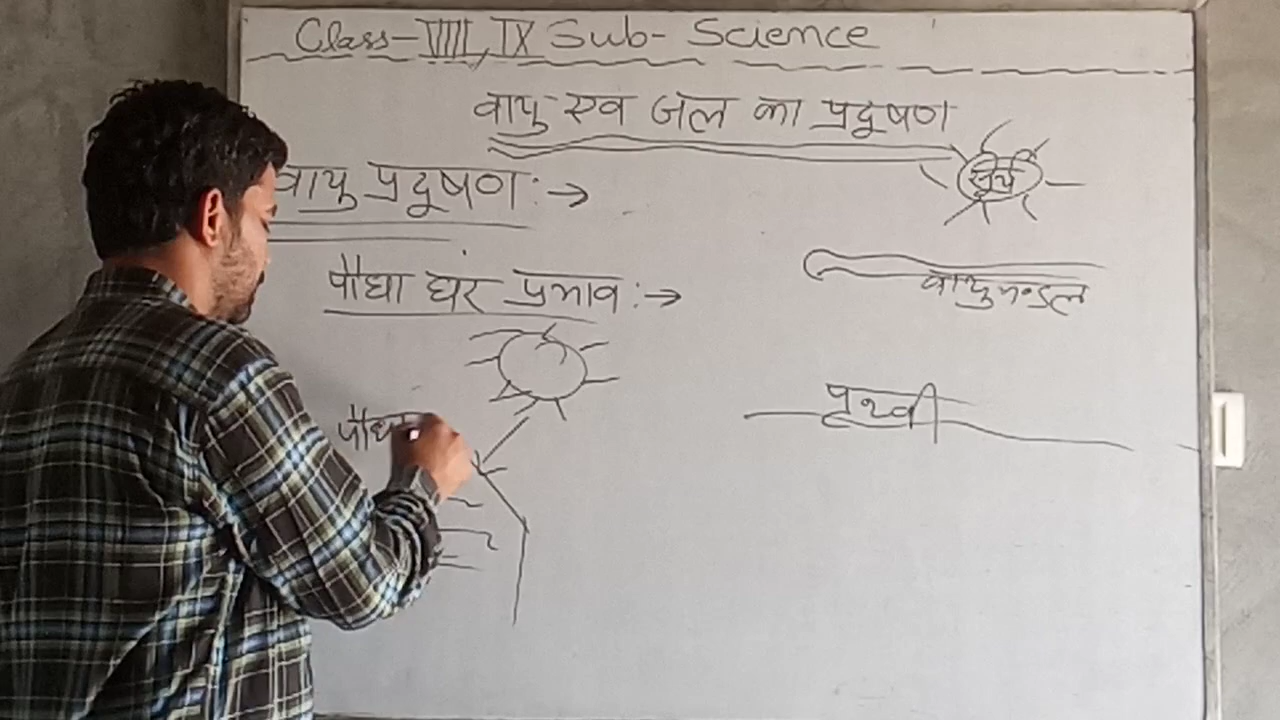 Class-VIII, IX Sub- Science
वायु एव जल का प्रदूषण
सूर्य
वायु प्रदूषण :→
वायुमण्डल
पौधा घर प्रभाव :→
पृथ्वी
पौधा